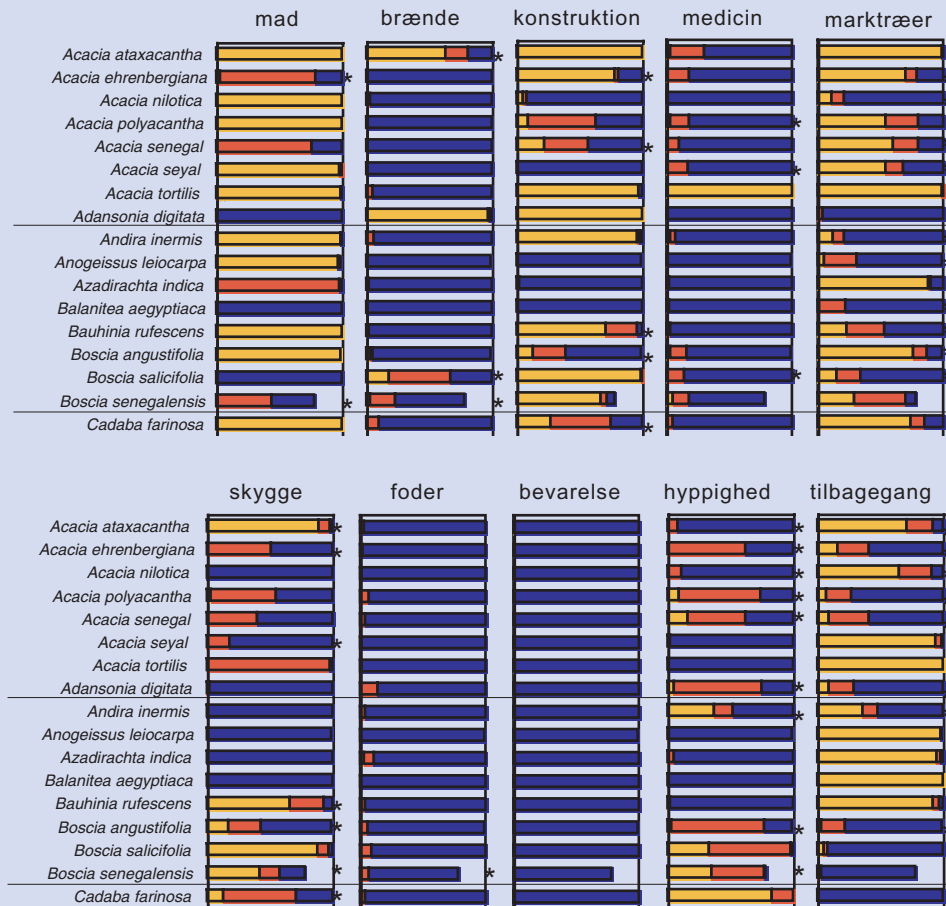 mad brænde konstruktion medicin marktræer
Acacia ataxacantha *
Acacia ehrenbergiana * *
Acacia nilotica
Acacia polyacantha *
Acacia senegal *
Acacia seyal *
Acacia tortilis
Adansonia digitata
Andira inermis
Anogeissus leiocarpa
Azadirachta indica
Balanitea aegyptiaca
Bauhinia rufescens *
Boscia angustifolia *
Boscia salicifolia * *
Boscia senegalensis * *
Cadaba farinosa *
skygge foder bevarelse hyppighed tilbagegang
Acacia ataxacantha * *
Acacia ehrenbergiana * *
Acacia nilotica *
Acacia polyacantha *
Acacia senegal *
Acacia seyal *
Acacia tortilis
Adansonia digitata *
Andira inermis *
Anogeissus leiocarpa
Azadirachta indica
Balanitea aegyptiaca
Bauhinia rufescens *
Boscia angustifolia * *
Boscia salicifolia
Boscia senegalensis * * *
Cadaba farinosa *